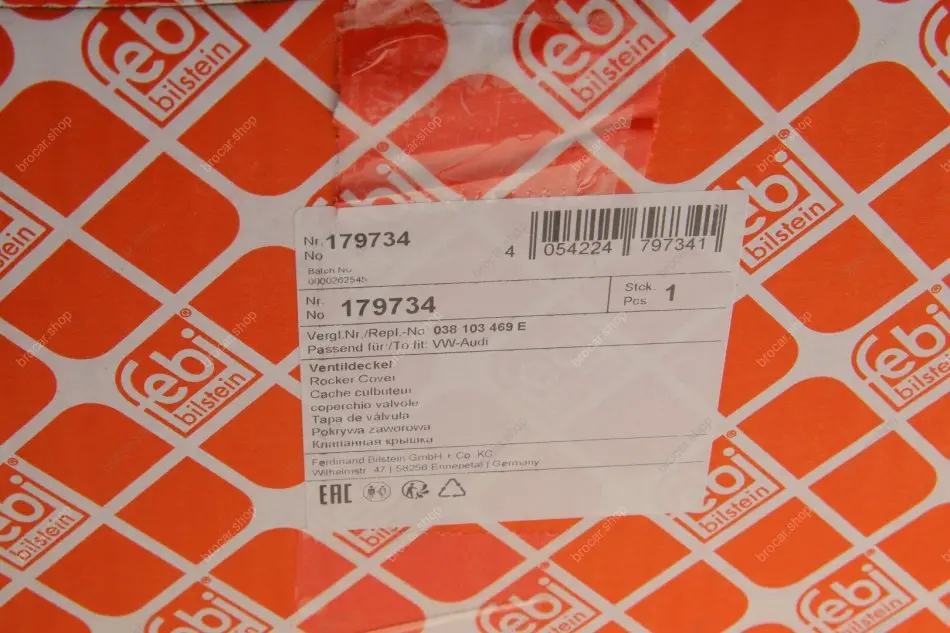 febi
bilstein
Nr. 179734
No
Batch No
0000262545
4 054224 797341
Nr.
No 179734
Stck.
Pcs 1
Vergl.Nr./Repl.-No: 038 103 469 E
Passend für/To fit: VW-Audi
Ventildeckel
Rocker Cover
Cache culbuteur
coperchio valvole
Tapa de válvula
Pokrywa zaworowa
Клапанная крышка
Ferdinand Bilstein GmbH + Co. KG
Wilhelmstr. 47 | 58256 Ennepetal | Germany
EAC
brocar.shop